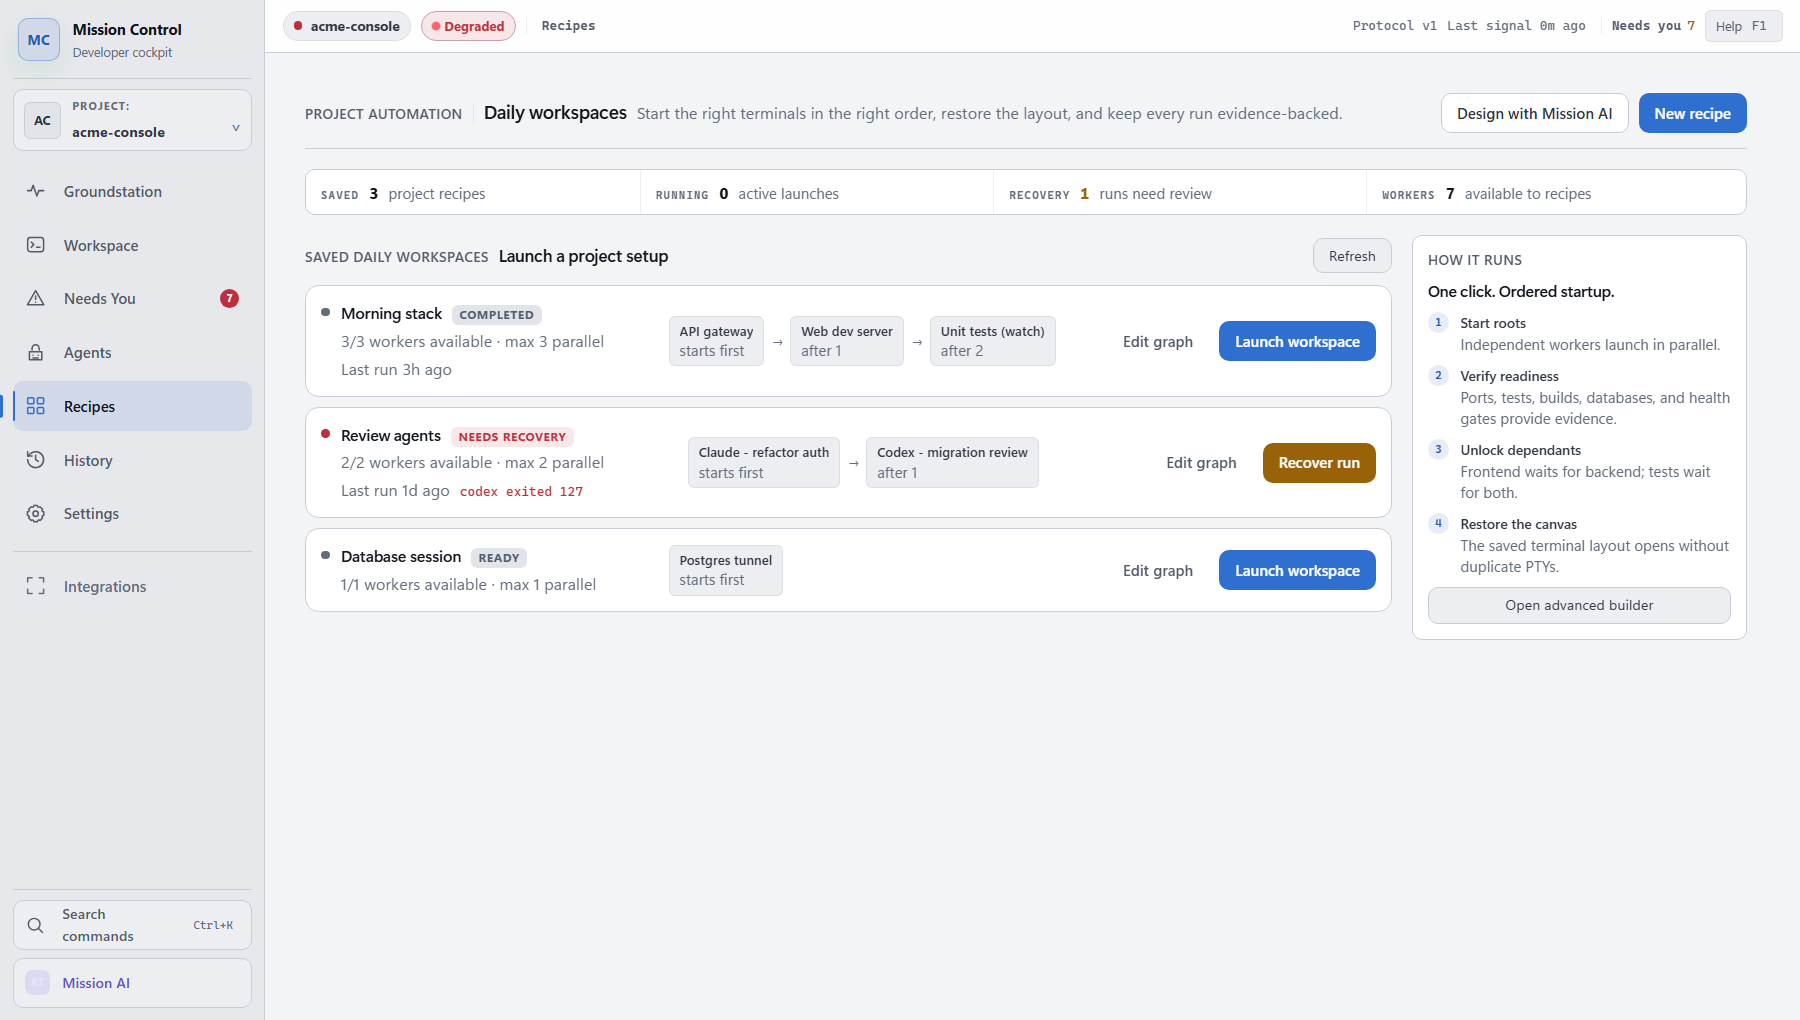 MC
Mission Control
Developer cockpit
AC
PROJECT:
acme-console
v
Groundstation
Workspace
Needs You
7
Agents
Recipes
History
Settings
Integrations
Search commands
Ctrl+K
AI
Mission AI
acme-console
Degraded
Recipes
Protocol v1 Last signal 0m ago
Needs you 7
Help F1
PROJECT AUTOMATION
Daily workspaces
Start the right terminals in the right order, restore the layout, and keep every run evidence-backed.
Design with Mission AI
New recipe
SAVED 3 project recipes
RUNNING 0 active launches
RECOVERY 1 runs need review
WORKERS 7 available to recipes
SAVED DAILY WORKSPACES
Launch a project setup
Refresh
Morning stack
COMPLETED
3/3 workers available · max 3 parallel
Last run 3h ago
API gateway
starts first
→
Web dev server
after 1
→
Unit tests (watch)
after 2
Edit graph
Launch workspace
Review agents
NEEDS RECOVERY
2/2 workers available · max 2 parallel
Last run 1d ago codex exited 127
Claude - refactor auth
starts first
→
Codex - migration review
after 1
Edit graph
Recover run
Database session
READY
1/1 workers available · max 1 parallel
Postgres tunnel
starts first
Edit graph
Launch workspace
HOW IT RUNS
One click. Ordered startup.
1
Start roots
Independent workers launch in parallel.
2
Verify readiness
Ports, tests, builds, databases, and health
gates provide evidence.
3
Unlock dependants
Frontend waits for backend; tests wait
for both.
4
Restore the canvas
The saved terminal layout opens without
duplicate PTYs.
Open advanced builder